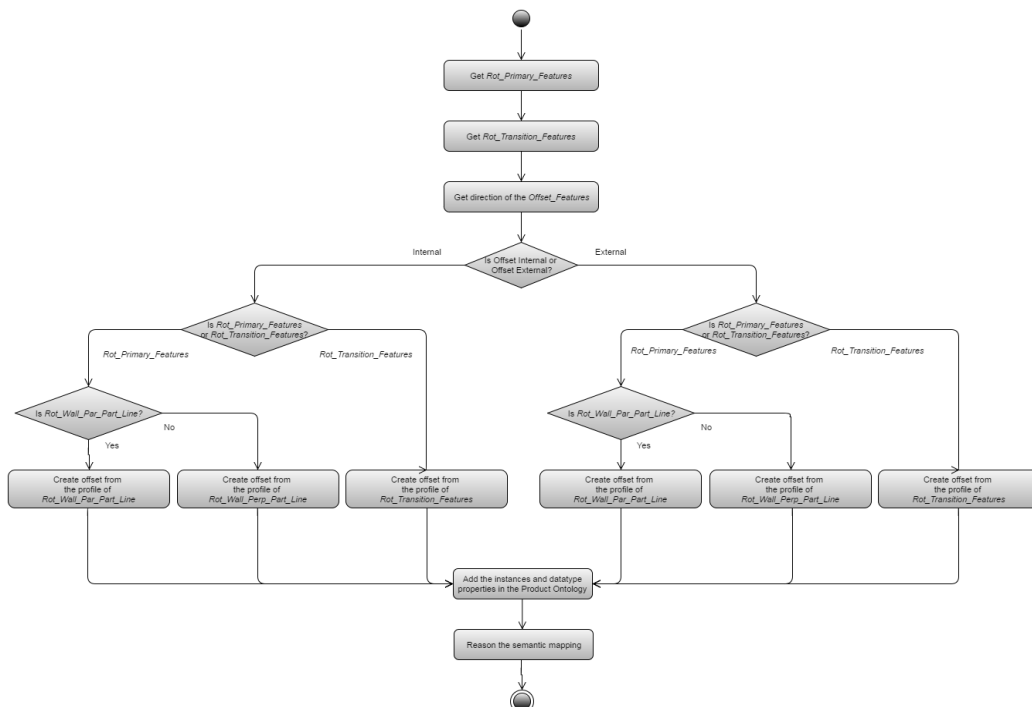 Get Rot_Primary_Features
Get Rot_Transition_Features
Get direction of the Offset_Features
Internal
Is Offset Internal or
Offset External?
External
Is Rot_Primary_Features
or Rot_Transition_Features?
Rot_Primary_Features
Rot_Transition_Features
Is Rot_Primary_Features
or Rot_Transition_Features?
Rot_Primary_Features
Rot_Transition_Features
Is Rot_Wall_Par_Part_Line?
No
Yes
Is Rot_Wall_Par_Part_Line?
No
Yes
Create offset from
the profile of
Rot_Wall_Par_Part_Line
Create offset from
the profile of
Rot_Wall_Perp_Part_Line
Create offset from
the profile of
Rot_Transition_Features
Create offset from
the profile of
Rot_Wall_Par_Part_Line
Create offset from
the profile of
Rot_Wall_Perp_Part_Line
Create offset from
the profile of
Rot_Transition_Features
Add the instances and datatype
properties in the Product Ontology
Reason the semantic mapping